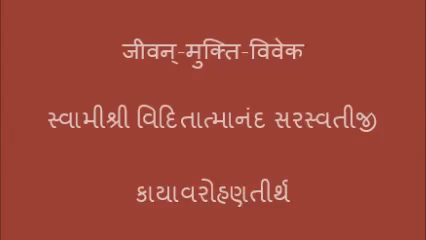 जीवन्-मुक्ति-विवेक
સ્વામીશ્રી વિદિતાત્માનંદ સરસ્વતીજી
કાયાવરોહણતીર્થ